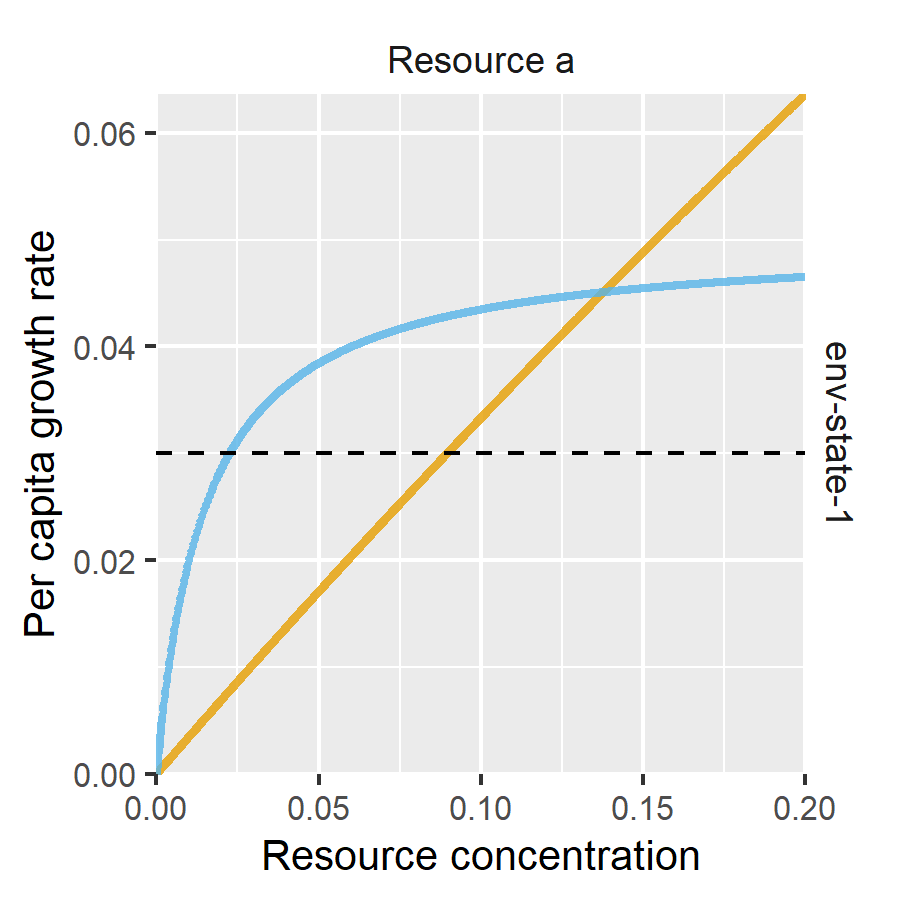 Resource a
0.06
0.04
0.02
0.00
Per capita growth rate
env-state-1
0.00 0.05 0.10 0.15 0.20
Resource concentration